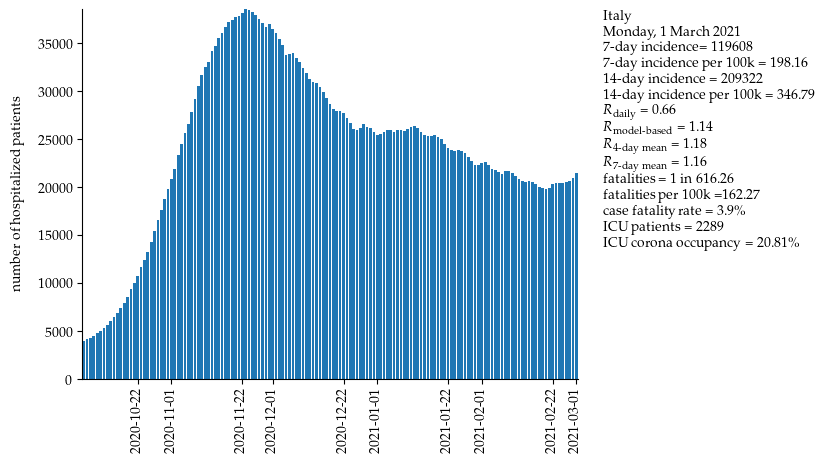 Italy
Monday, 1 March 2021
7-day incidence= 119608
7-day incidence per 100k = 198.16
14-day incidence = 209322
14-day incidence per 100k = 346.79
R daily = 0.66
R model-based = 1.14
R 4-day mean = 1.18
R 7-day mean = 1.16
fatalities = 1 in 616.26
fatalities per 100k =162.27
case fatality rate = 3.9%
ICU patients = 2289
ICU corona occupancy = 20.81%
number of hospitalized patients
35000
30000
25000
20000
15000
10000
5000
0
2020-10-22
2020-11-01
2020-11-22
2020-12-01
2020-12-22
2021-01-01
2021-01-22
2021-02-01
2021-02-22
2021-03-01